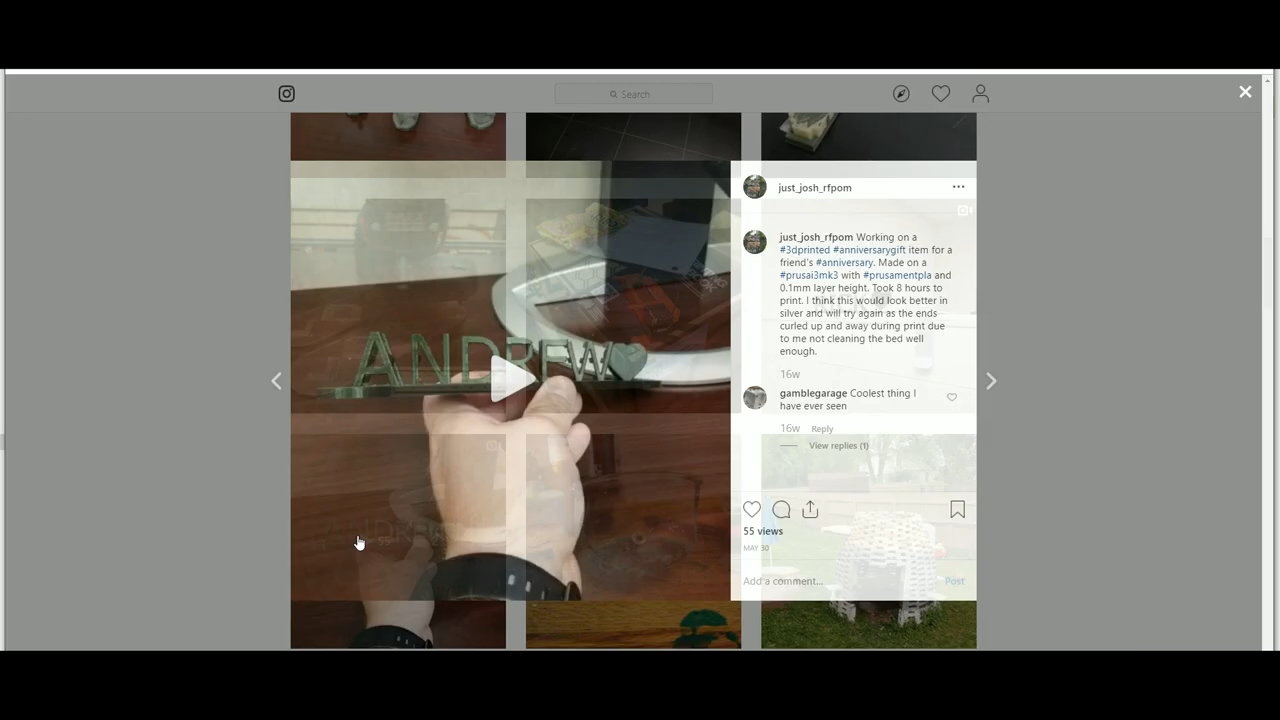 Search
just_josh_rfpom
just_josh_rfpom Working on a
#3dprinted #anniversarygift item for a
friend's #anniversary. Made on a
#prusai3mk3 with #prusamentpla and
0.1mm layer height. Took 8 hours to
print. I think this would look better in
silver and will try again as the ends
curled up and away during print due
to me not cleaning the bed well
enough.
16w
gamblegarage Coolest thing I
have ever seen
16w Reply
View replies (1)
ANDREW
55 views
MAY 30
Add a comment... Post